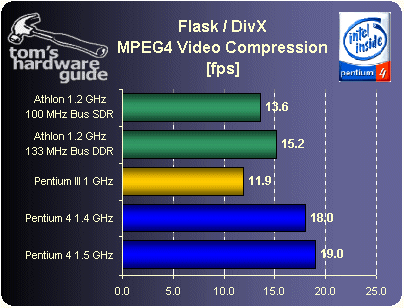 tom's
hardware
guide
Flask / DivX
MPEG4 Video Compression
[fps]
intel
inside
pentium 4
Athlon 1.2 GHz
100 MHz Bus SDR
13.6
Athlon 1.2 GHz
133 MHz Bus DDR
15.2
Pentium III 1 GHz
11.9
Pentium 4 1.4 GHz
18.0
Pentium 4 1.5 GHz
19.0
0.0 5.0 10.0 15.0 20.0 25.0